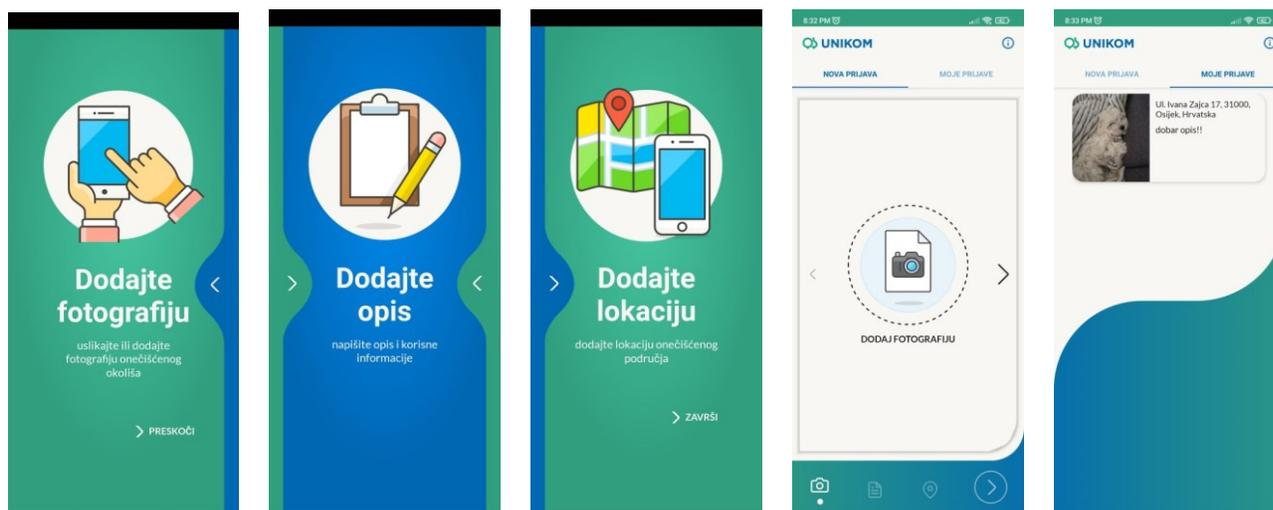 Dodajte
fotografiju
uslikajte ili dodajte
fotografiju onečišćenog
okoliša
PRESKOČI
Dodajte
opis
napišite opis i korisne
informacije
Dodajte
lokaciju
dodajte lokaciju onečišćenog
područja
ZAVRŠI
8:32 PM
UNIKOM
NOVA PRIJAVA
MOJE PRIJAVE
DODAJ FOTOGRAFIJU
8:33 PM
UNIKOM
NOVA PRIJAVA
MOJE PRIJAVE
Ul. Ivana Zajca 17, 31000,
Osijek, Hrvatska
dobar opis!!